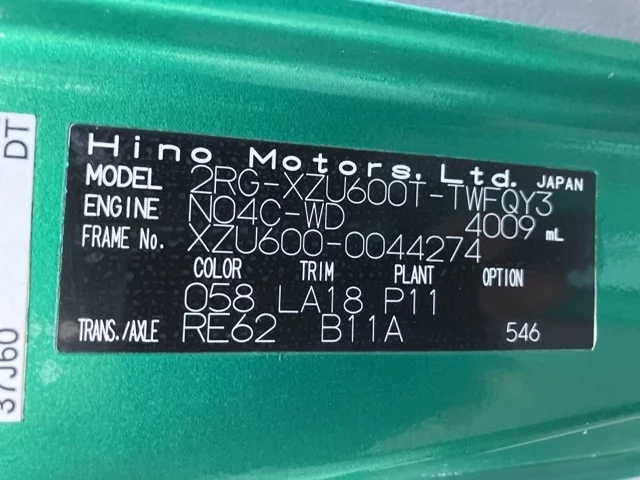 Hino Motors, Ltd. JAPAN
MODEL 2RG-XZU600T-TWFQY3
ENGINE N04C-WD 4009 mL
FRAME No. XZU600-0044274
COLOR TRIM PLANT OPTION
058 LA18 P11
TRANS./AXLE RE62 B11A 546
DT
37J60